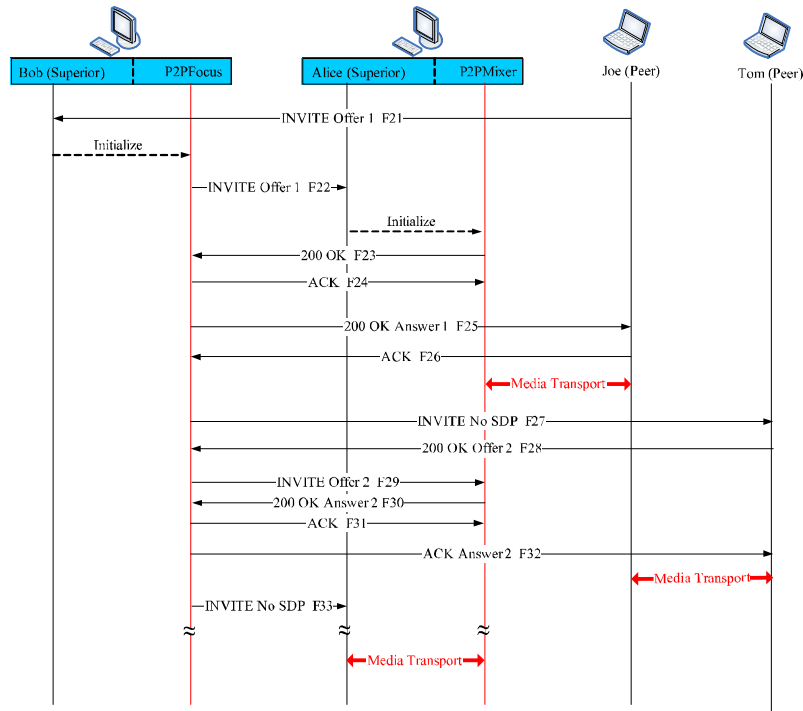 Bob (Superior) P2PFocus Alice (Superior) P2PMixer Joe (Peer) Tom (Peer)
INVITE Offer 1 F21
Initialize
INVITE Offer 1 F22
Initialize
200 OK F23
ACK F24
200 OK Answer 1 F25
ACK F26
Media Transport
INVITE No SDP F27
200 OK Offer 2 F28
INVITE Offer 2 F29
200 OK Answer 2 F30
ACK F31
ACK Answer2 F32
Media Transport
INVITE No SDP F33
Media Transport